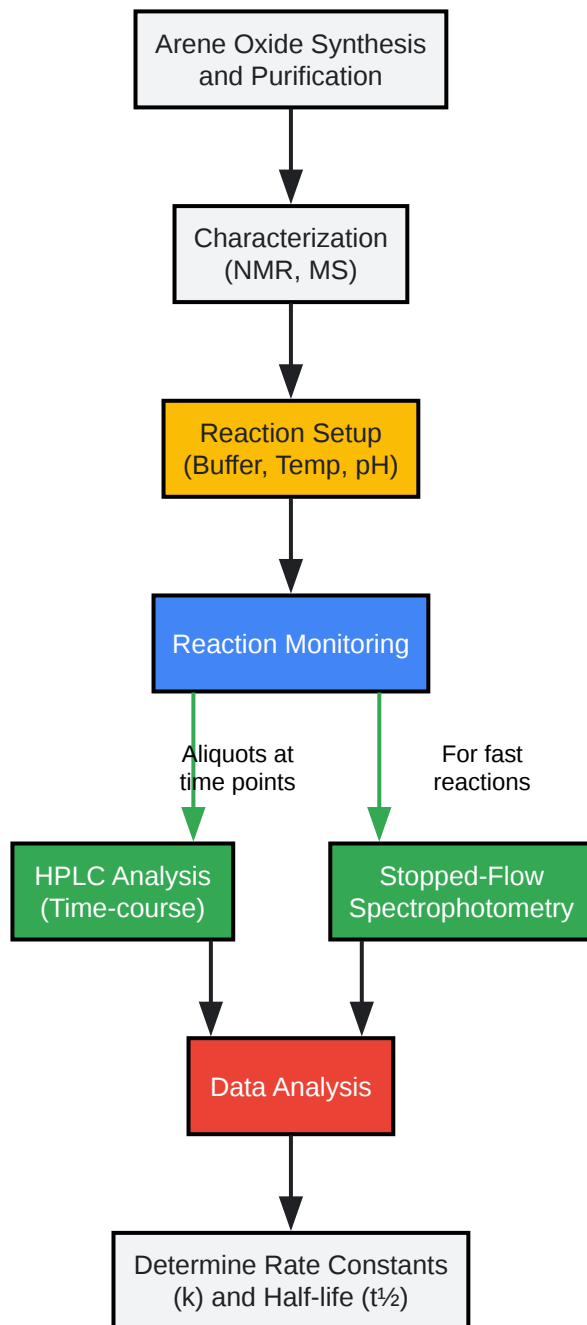 Arene Oxide Synthesis
and Purification
Characterization
(NMR, MS)
Reaction Setup
(Buffer, Temp, pH)
Reaction Monitoring
Aliquots at
time points
For fast
reactions
HPLC Analysis
(Time-course)
Stopped-Flow
Spectrophotometry
Data Analysis
Determine Rate Constants
(k) and Half-life (t½)